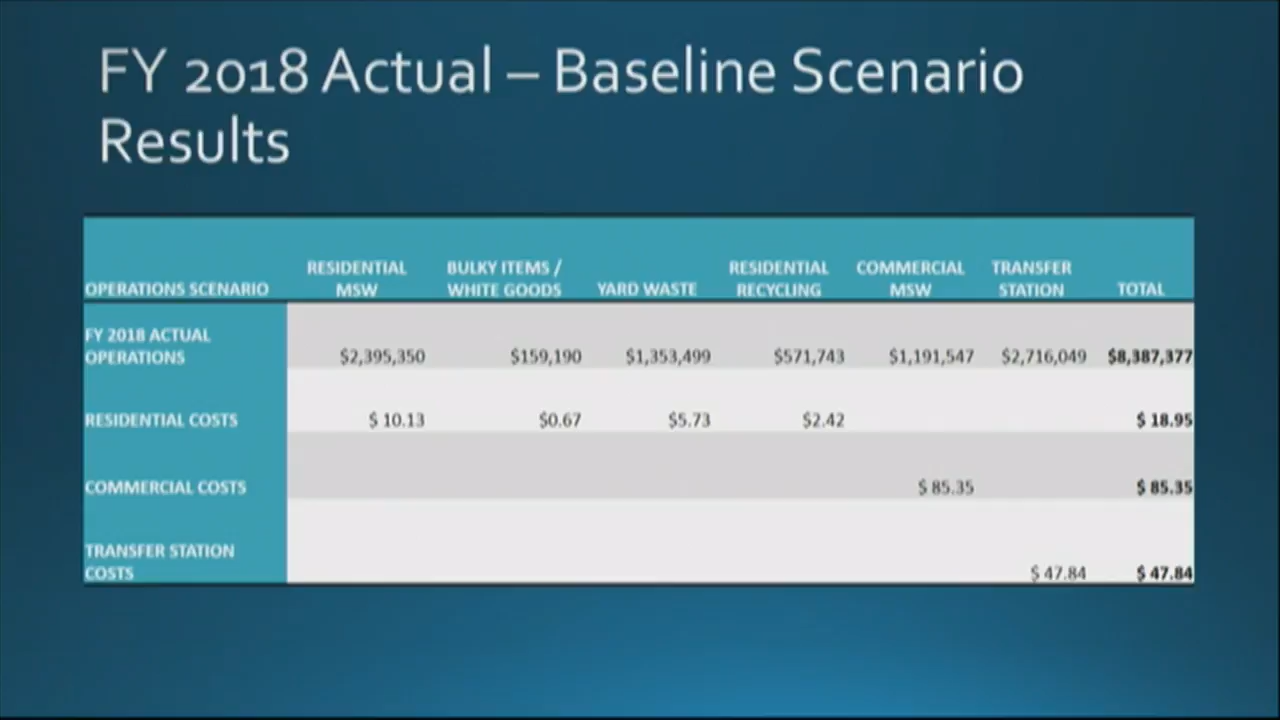 FY 2018 Actual – Baseline Scenario
Results
OPERATIONS SCENARIO RESIDENTIAL MSW BULKY ITEMS / WHITE GOODS YARD WASTE RESIDENTIAL RECYCLING COMMERCIAL MSW TRANSFER STATION TOTAL
FY 2018 ACTUAL
OPERATIONS $2,395,350 $159,190 $1,353,499 $571,743 $1,191,547 $2,716,049 $8,387,377
RESIDENTIAL COSTS $ 10.13 $0.67 $5.73 $2.42 $ 18.95
COMMERCIAL COSTS $ 85.35 $ 85.35
TRANSFER STATION
COSTS $ 47.84 $ 47.84